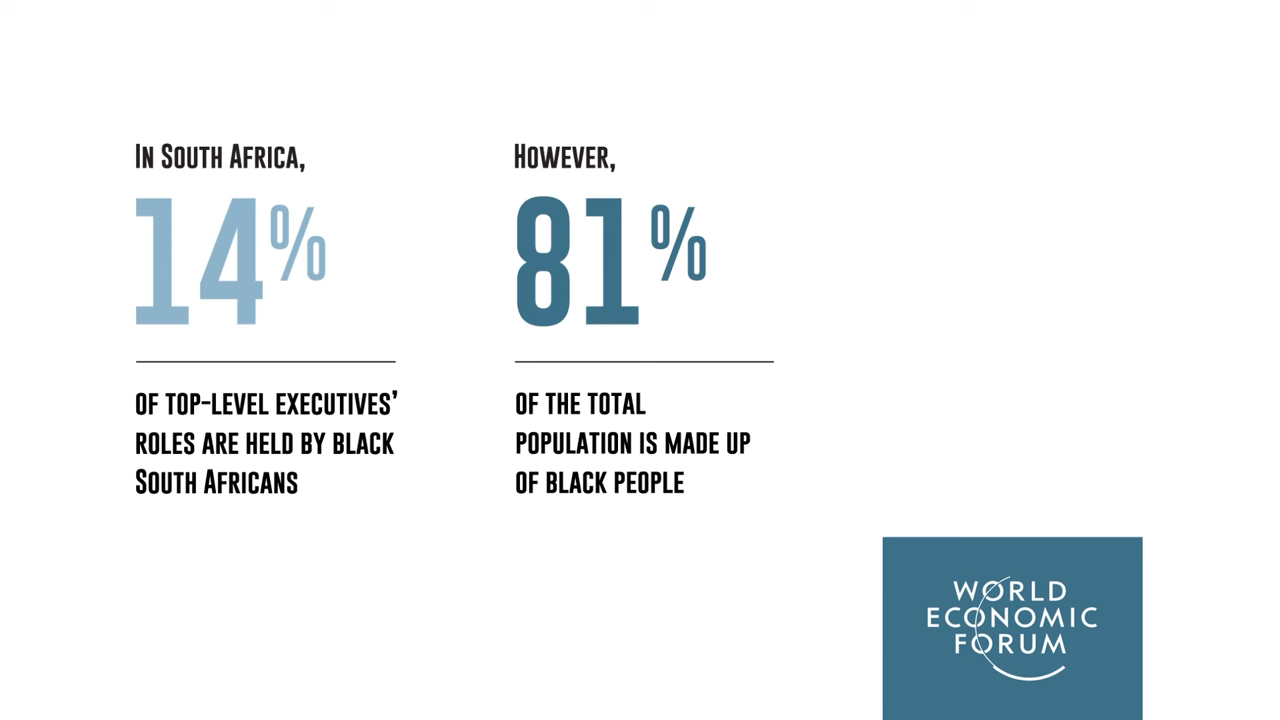 In South Africa,
14%
of top-level executives’
roles are held by black
South Africans
However,
81%
of the total
population is made up
of black people
WORLD
ECONOMIC
FORUM